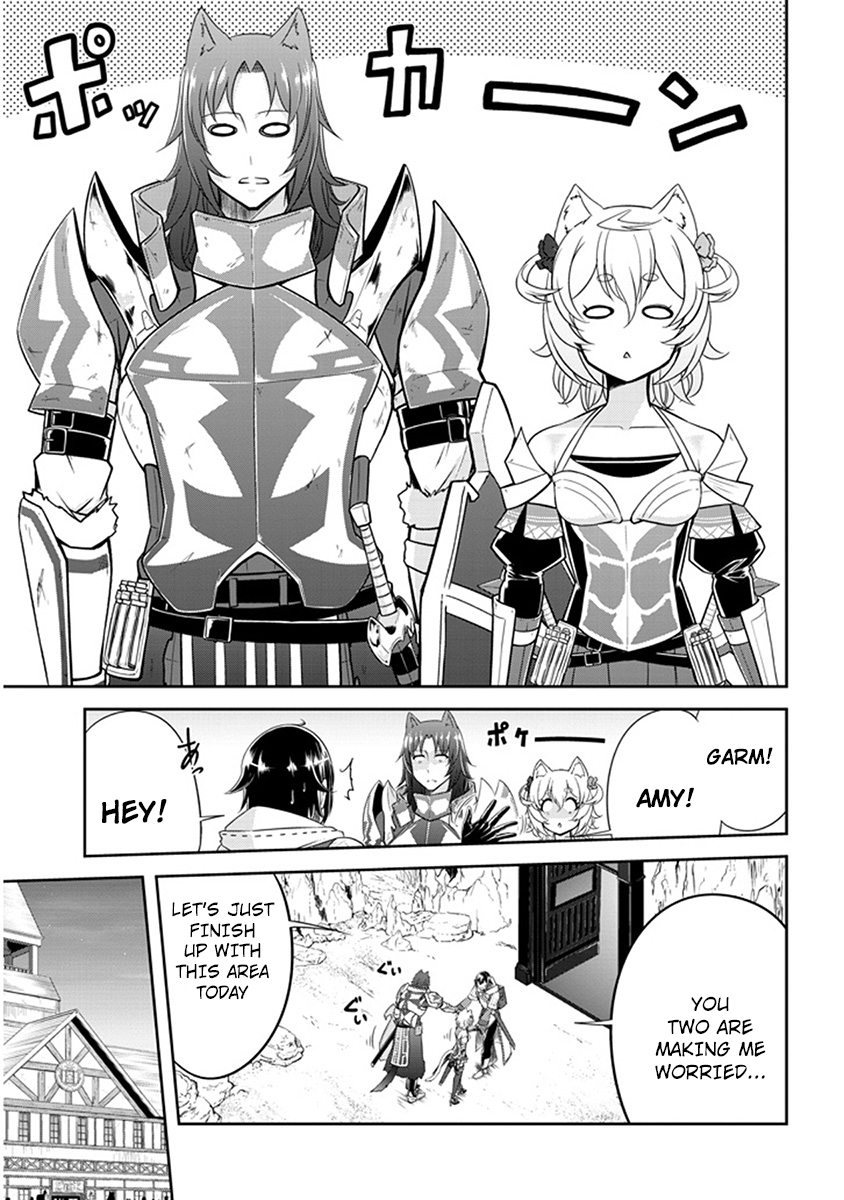 ポッカーン
GARM!
AMY!
ポケーーー
あっ
HEY!
YOU
TWO ARE
MAKING ME
WORRIED...
ぐい
ぐい
LET'S JUST
FINISH
UP WITH
THIS AREA
TODAY